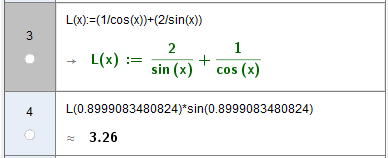 3
L(x):=(1/cos(x))+(2/sin(x))
→ L(x) := 2/sin (x) + 1/cos (x)
4
L(0.8999083480824)*sin(0.8999083480824)
≈ 3.26